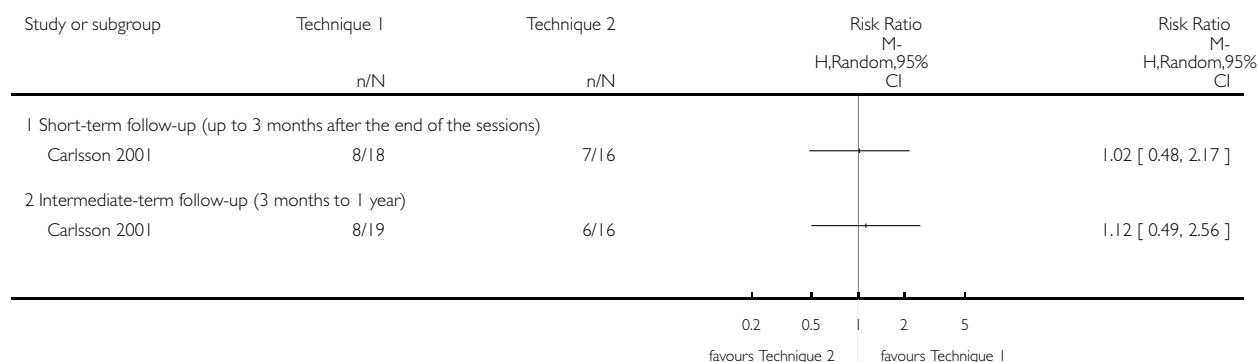 Study or subgroup Technique 1 Technique 2 Risk Ratio Risk Ratio
M- M-
H,Random,95% H,Random,95%
n/N n/N CI CI
1 Short-term follow-up (up to 3 months after the end of the sessions)
Carlsson 2001 8/18 7/16 1.02 [ 0.48, 2.17 ]
2 Intermediate-term follow-up (3 months to 1 year)
Carlsson 2001 8/19 6/16 1.12 [ 0.49, 2.56 ]
0.2 0.5 1 2 5
favours Technique 2 favours Technique 1